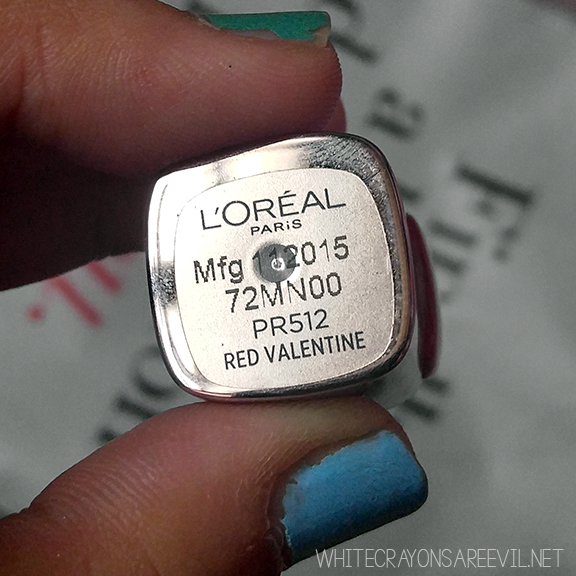 L'ORÉAL
PARIS
Mfg 112015
72MN00
PR512
RED VALENTINE
WHITECRAYONSAREEVIL.NET